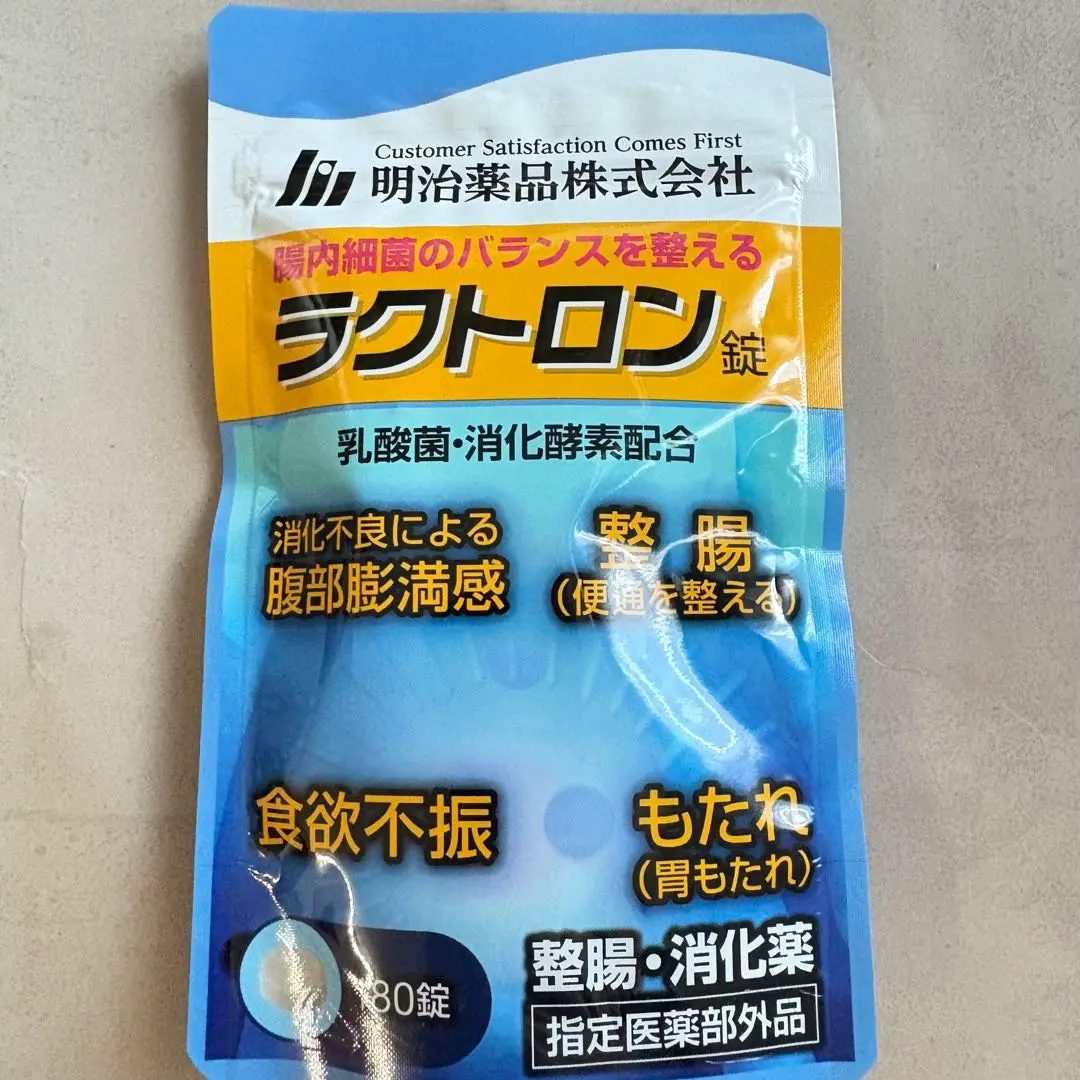 Customer Satisfaction Comes First
明治薬品株式会社
腸内細菌のバランスを整える
ラクトロン錠
乳酸菌・消化酵素配合
消化不良による
腹部膨満感
整腸
(便通を整える)
食欲不振
もたれ
(胃もたれ)
80錠
整腸・消化薬
指定医薬部外品